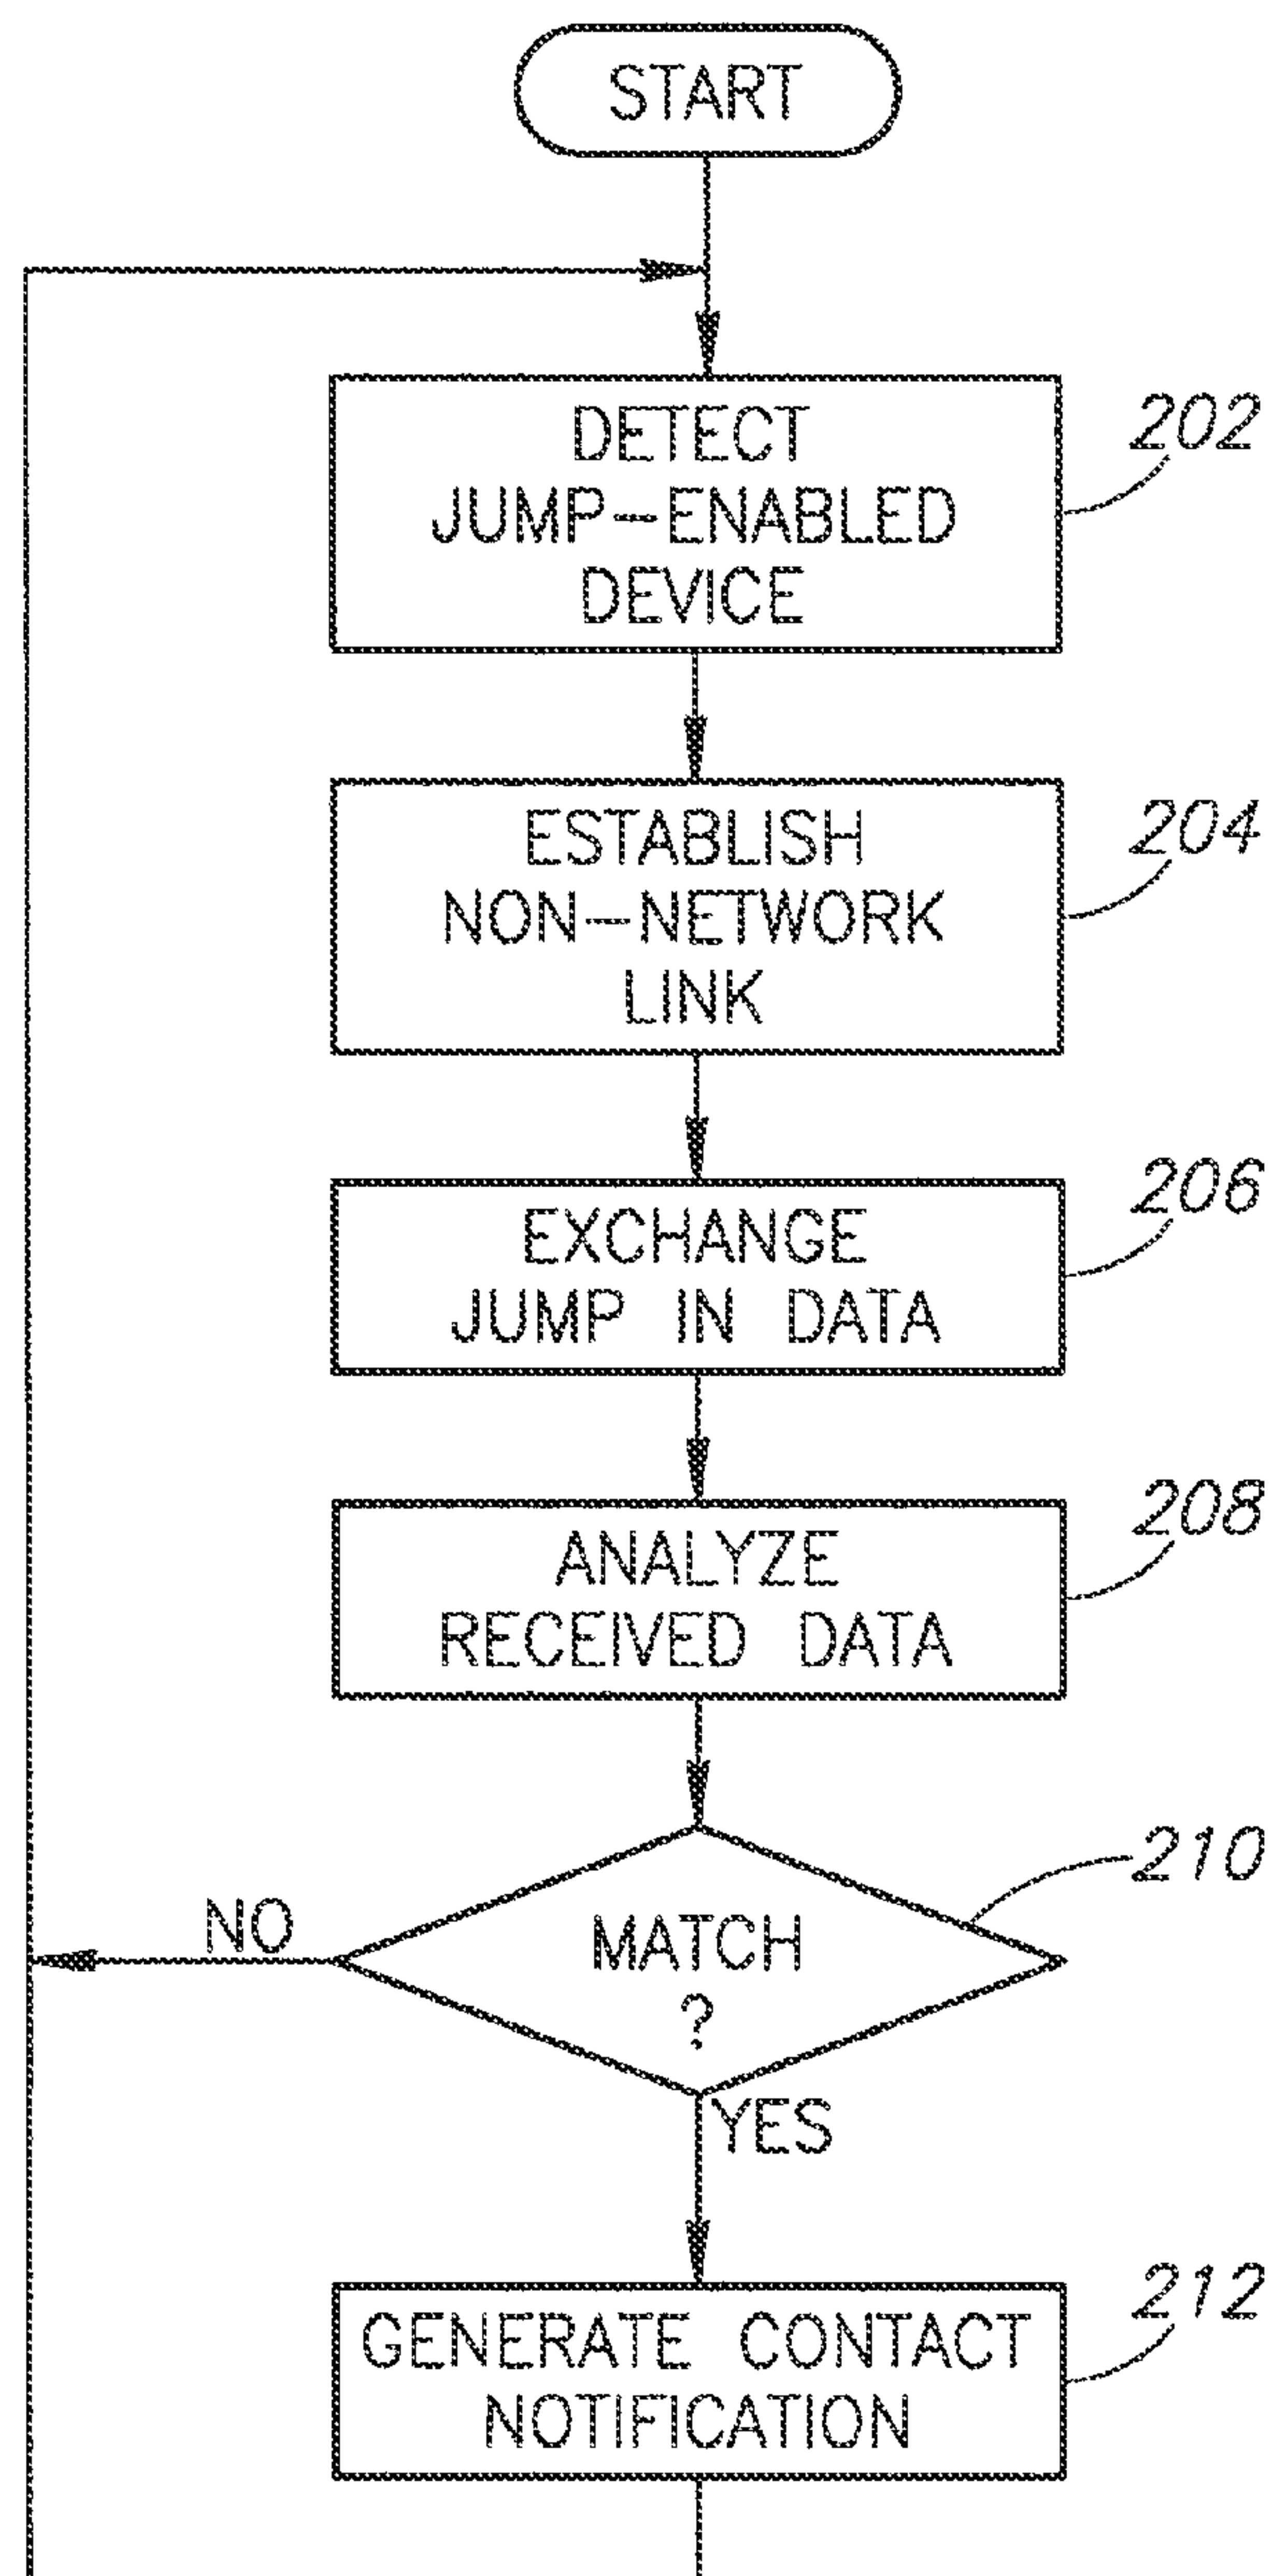 START
DETECT
JUMP-ENABLED
DEVICE
202
ESTABLISH
NON-NETWORK
LINK
204
EXCHANGE
JUMP IN DATA
206
ANALYZE
RECEIVED DATA
208
MATCH
?
210
NO
YES
GENERATE CONTACT
NOTIFICATION
212